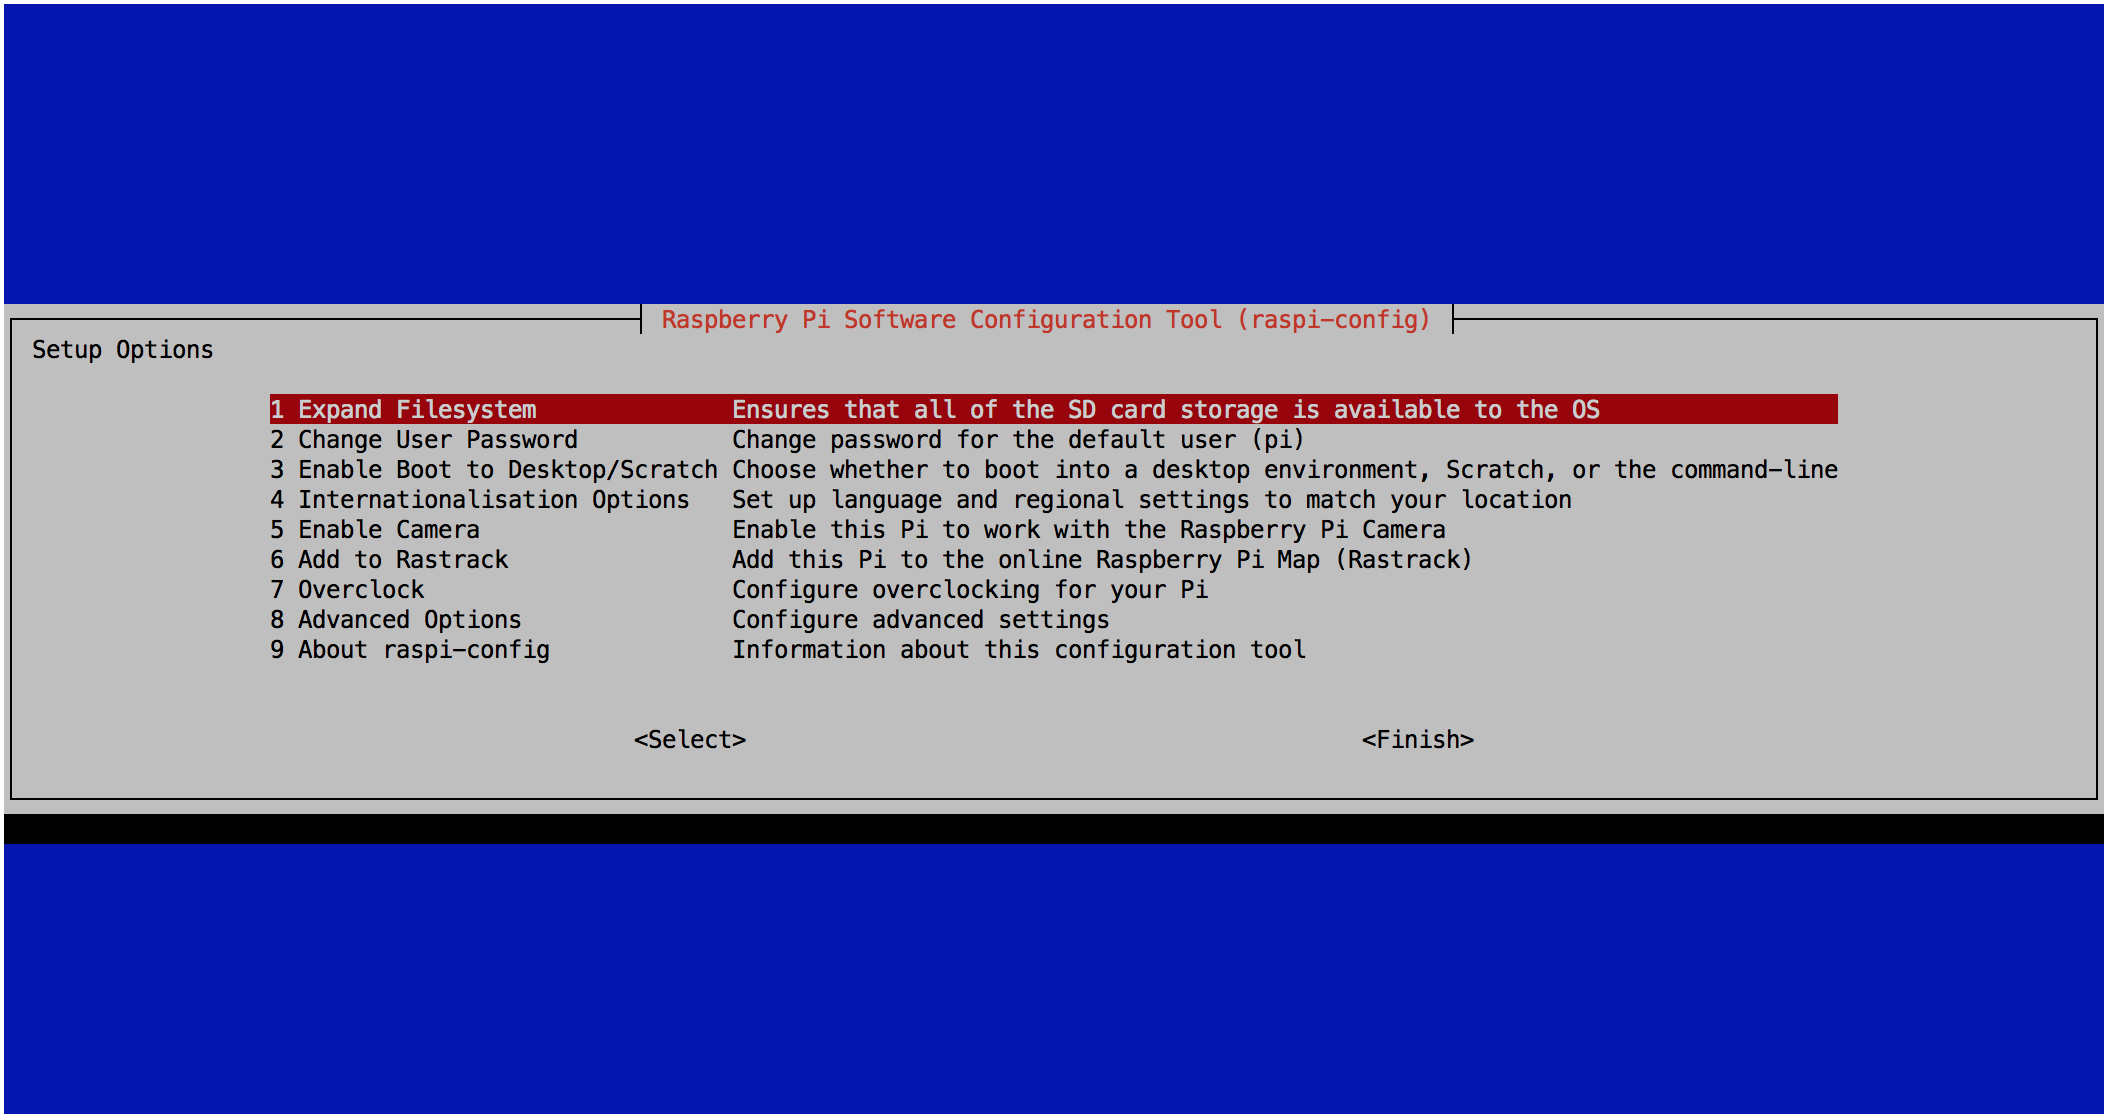 Raspberry Pi Software Configuration Tool (raspi-config)
Setup Options
1 Expand Filesystem Ensures that all of the SD card storage is available to the OS
2 Change User Password Change password for the default user (pi)
3 Enable Boot to Desktop/Scratch Choose whether to boot into a desktop environment, Scratch, or the command-line
4 Internationalisation Options Set up language and regional settings to match your location
5 Enable Camera Enable this Pi to work with the Raspberry Pi Camera
6 Add to Rastrack Add this Pi to the online Raspberry Pi Map (Rastrack)
7 Overclock Configure overclocking for your Pi
8 Advanced Options Configure advanced settings
9 About raspi-config Information about this configuration tool
<Select> <Finish>